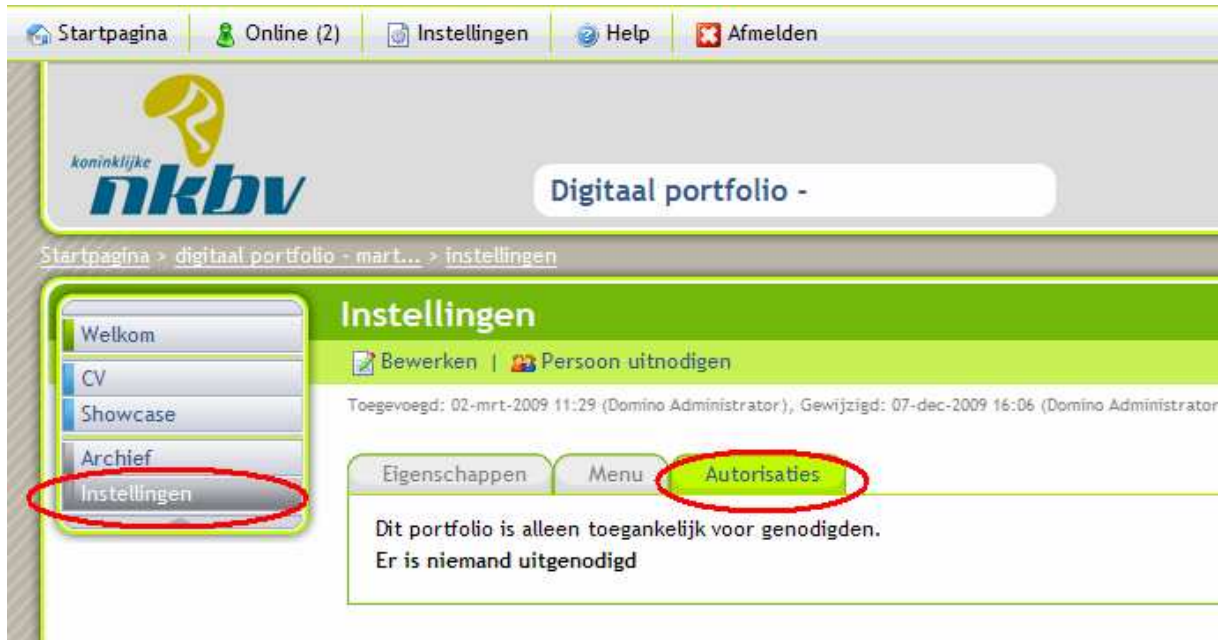 Startpagina Online (2) Instellingen Help Afmelden
koninklijke
nkbv
Digitaal portfolio -
Startpagina > digitaal portfolio - mart... > instellingen
Instellingen
Welkom
CV
Showcase
Archief
Instellingen
Bewerken | Persoon uitnodigen
Toegevoegd: 02-mrt-2009 11:29 (Domino Administrator), Gewijzigd: 07-dec-2009 16:06 (Domino Administrator
Eigenschappen Menu Autorisaties
Dit portfolio is alleen toegankelijk voor genodigden.
Er is niemand uitgenodigd